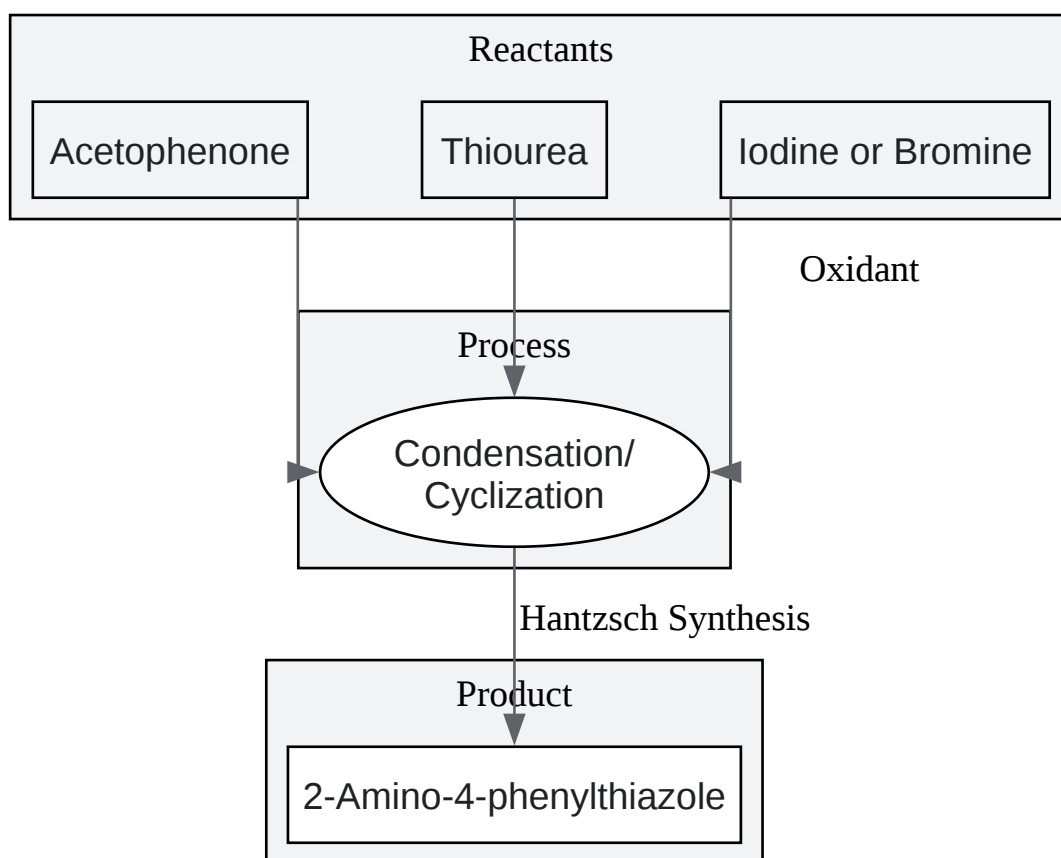 Reactants
Acetophenone
Thiourea
Iodine or Bromine
Oxidant
Process
Condensation/
Cyclization
Hantzsch Synthesis
Product
2-Amino-4-phenylthiazole